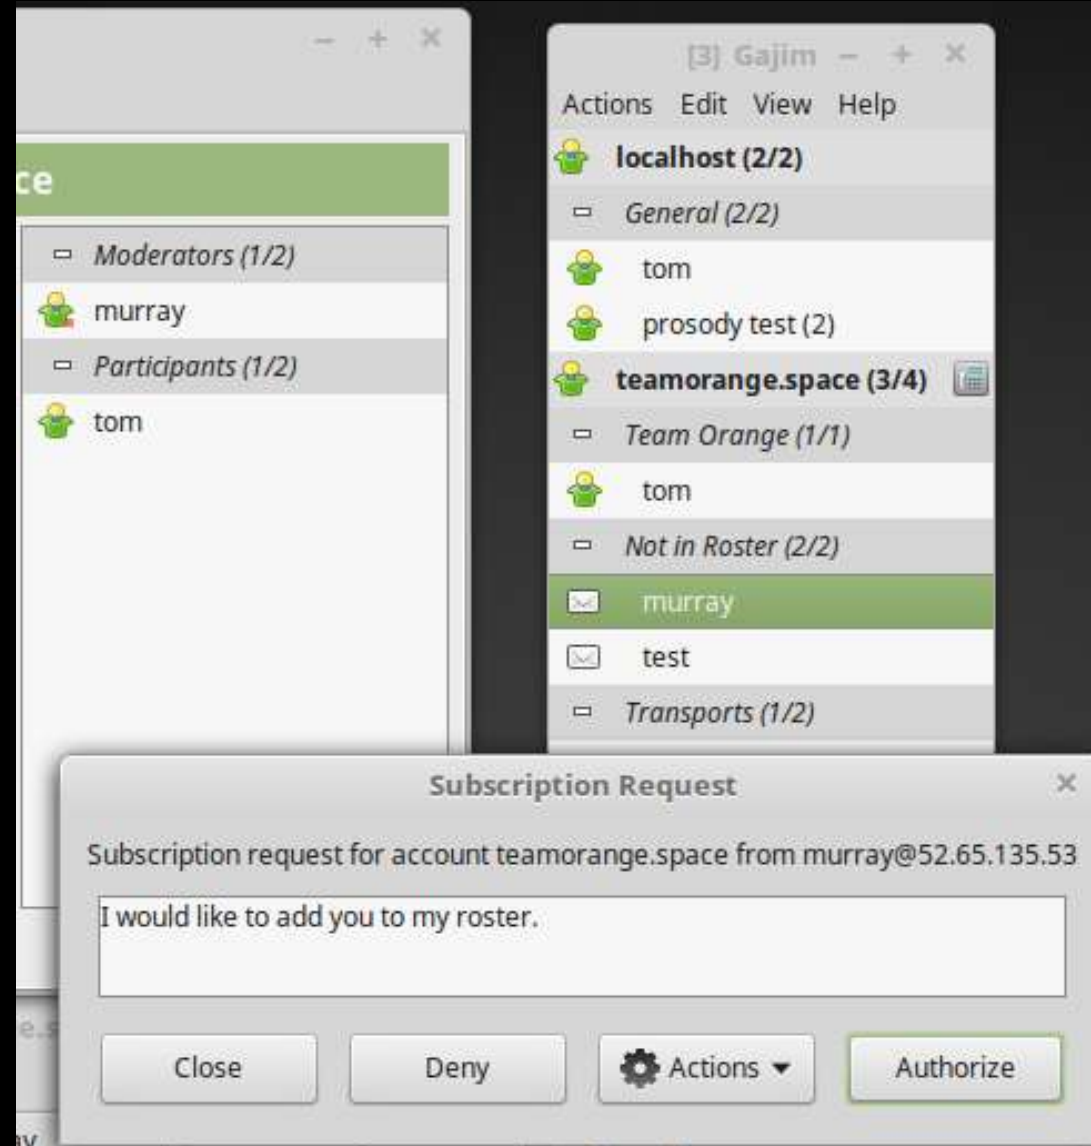 ce
Moderators (1/2)
murray
Participants (1/2)
tom
[3] Gajim
Actions Edit View Help
localhost (2/2)
General (2/2)
tom
prosody test (2)
teamorange.space (3/4)
Team Orange (1/1)
tom
Not in Roster (2/2)
murray
test
Transports (1/2)
Subscription Request
Subscription request for account teamorange.space from murray@52.65.135.53
I would like to add you to my roster.
Close Deny Actions Authorize